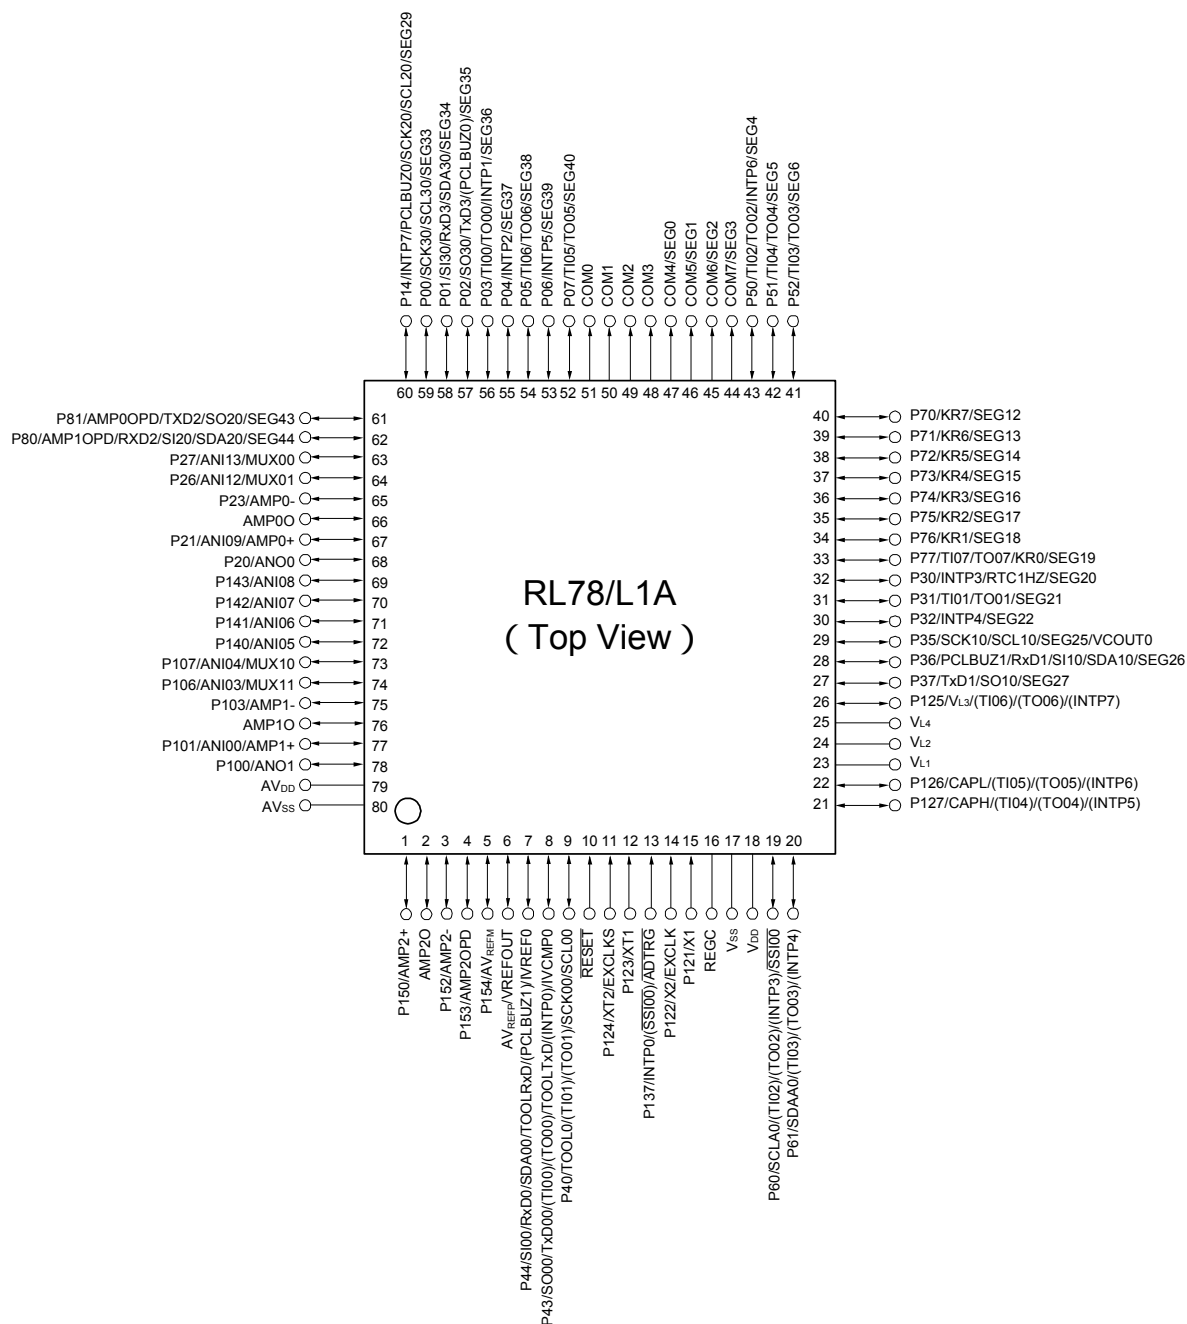 P14/INTP7/PCLBUZ0/SCK20/SCL20/SEG29
P00/SCK30/SCL30/SEG33
P01/SI30/RxD3/SDA30/SEG34
P02/SO30/TxD3/(PCLBUZ0)/SEG35
P03/TI00/TO00/INTP1/SEG36
P04/INTP2/SEG37
P05/TI06/TO06/SEG38
P06/INTP5/SEG39
P07/TI05/TO05/SEG40
COM0
COM1
COM2
COM3
COM4/SEG0
COM5/SEG1
COM6/SEG2
COM7/SEG3
P50/TI02/TO02/INTP6/SEG4
P51/TI04/TO04/SEG5
P52/TI03/TO03/SEG6
60 59 58 57 56 55 54 53 52 51 50 49 48 47 46 45 44 43 42 41
P81/AMP0OPD/TXD2/SO20/SEG43 61
P80/AMP1OPD/RXD2/SI20/SDA20/SEG44 62
P27/ANI13/MUX00 63
P26/ANI12/MUX01 64
P23/AMP0- 65
AMP0O 66
P21/ANI09/AMP0+ 67
P20/ANO0 68
P143/ANI08 69
P142/ANI07 70
P141/ANI06 71
P140/ANI05 72
P107/ANI04/MUX10 73
P106/ANI03/MUX11 74
P103/AMP1- 75
AMP1O 76
P101/ANI00/AMP1+ 77
P100/ANO1 78
AVDD 79
AVSS 80
RL78/L1A
( Top View )
40 P70/KR7/SEG12
39 P71/KR6/SEG13
38 P72/KR5/SEG14
37 P73/KR4/SEG15
36 P74/KR3/SEG16
35 P75/KR2/SEG17
34 P76/KR1/SEG18
33 P77/TI07/TO07/KR0/SEG19
32 P30/INTP3/RTC1HZ/SEG20
31 P31/TI01/TO01/SEG21
30 P32/INTP4/SEG22
29 P35/SCK10/SCL10/SEG25/VCOUT0
28 P36/PCLBUZ1/RxD1/SI10/SDA10/SEG26
27 P37/TxD1/SO10/SEG27
26 P125/VL3/(TI06)/(TO06)/(INTP7)
25 VL4
24 VL2
23 VL1
22 P126/CAPL/(TI05)/(TO05)/(INTP6)
21 P127/CAPH/(TI04)/(TO04)/(INTP5)
1 2 3 4 5 6 7 8 9 10 11 12 13 14 15 16 17 18 19 20
P150/AMP2+
AMP2O
P152/AMP2-
P153/AMP2OPD
P154/AVREFM
AVREFP/VREFOUT
P44/SI00/RxD0/SDA00/TOOLRxD/(PCLBUZ1)/IVREF0
P43/SO00/TxD00/(TI00)/(TO00)/TOOLTxD/(INTP0)/IVCMP0
P40/TOOL0/(TI01)/(TO01)/SCK00/SCL00
RESET
P124/XT2/EXCLKS
P123/XT1
P137/INTP0/(SSI00)/ADTRG
P122/X2/EXCLK
P121/X1
REGC
VSS
VDD
P60/SCLA0/(TI02)/(TO02)/(INTP3)/SSI00
P61/SDAA0/(TI03)/(TO03)/(INTP4)